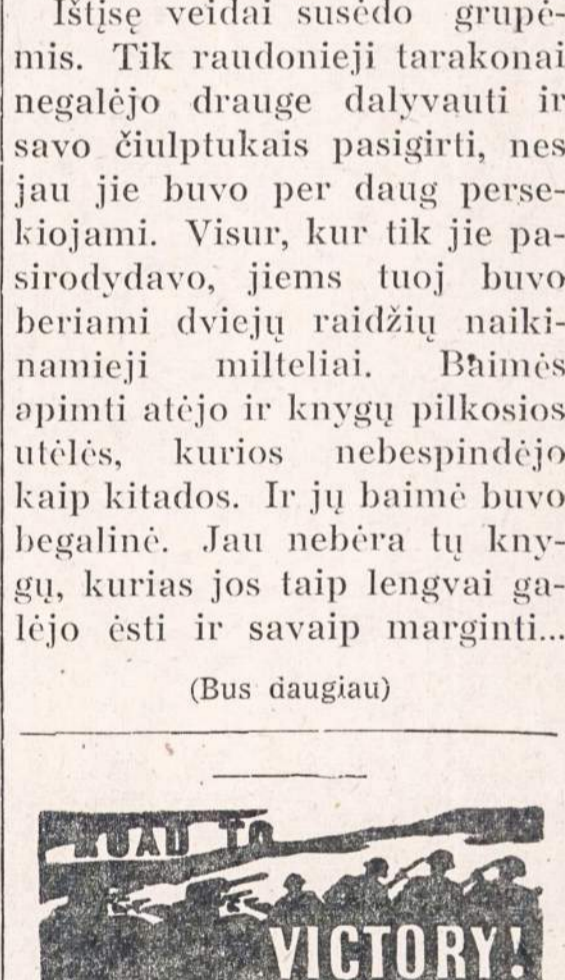 Ištįsę veidai susėdo grupė-
mis. Tik raudonieji tarakonai
negalėjo drauge dalyvauti ir
savo čiulptukais pasigirti, nes
jau jie buvo per daug perse-
kiojami. Visur, kur tik jie pa-
sirodydavo, jiems tuoj buvo
beriami dviejų raidžių naiki-
namieji milteliai. Baimės
apimti atėjo ir knygų pilkosios
utėlės, kurios nebespindėjo
kaip kitados. Ir jų baimė buvo
begalinė. Jau nebėra tų kny-
gų, kurias jos taip lengvai ga-
lėjo ėsti ir savaip marginti...
(Bus daugiau)
ROAD TO
VICTORY!